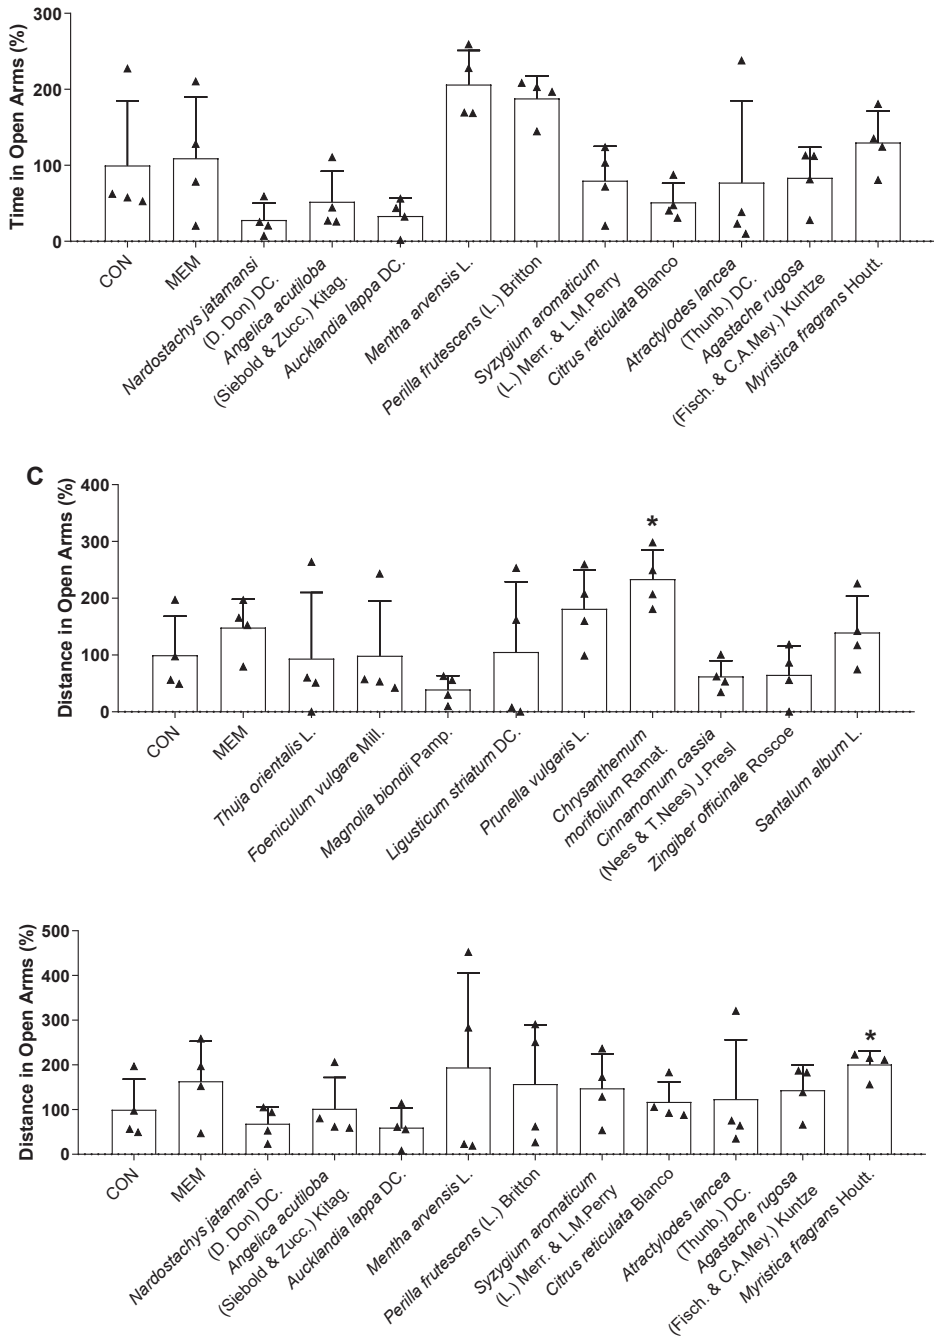 Time in Open Arms (%)
300
200
100
0
CON
MEM
Nardostachys jatamansi
(D. Don) DC.
Angelica acutiloba
(Siebold & Zucc.) Kitag.
Aucklandia lappa DC.
Mentha arvensis L.
Perilla frutescens (L.) Britton
Syzygium aromaticum
(L.) Merr. & L.M.Perry
Citrus reticulata Blanco
Atractylodes lancea
(Thunb.) DC.
Agastache rugosa
(Fisch. & C.A.Mey.) Kuntze
Myristica fragrans Houtt.
C
Distance in Open Arms (%)
400
300
200
100
0
*
CON
MEM
Thuja orientalis L.
Foeniculum vulgare Mill.
Magnolia biondii Pamp.
Ligusticum striatum DC.
Prunella vulgaris L.
Chrysanthemum
morifolium Ramat.
Cinnamomum cassia
(Nees & T.Nees) J.Presl
Zingiber officinale Roscoe
Santalum album L.
Distance in Open Arms (%)
500
400
300
200
100
0
*
CON
MEM
Nardostachys jatamansi
(D. Don) DC.
Angelica acutiloba
(Siebold & Zucc.) Kitag.
Aucklandia lappa DC.
Mentha arvensis L.
Perilla frutescens (L.) Britton
Syzygium aromaticum
(L.) Merr. & L.M.Perry
Citrus reticulata Blanco
Atractylodes lancea
(Thunb.) DC.
Agastache rugosa
(Fisch. & C.A.Mey.) Kuntze
Myristica fragrans Houtt.